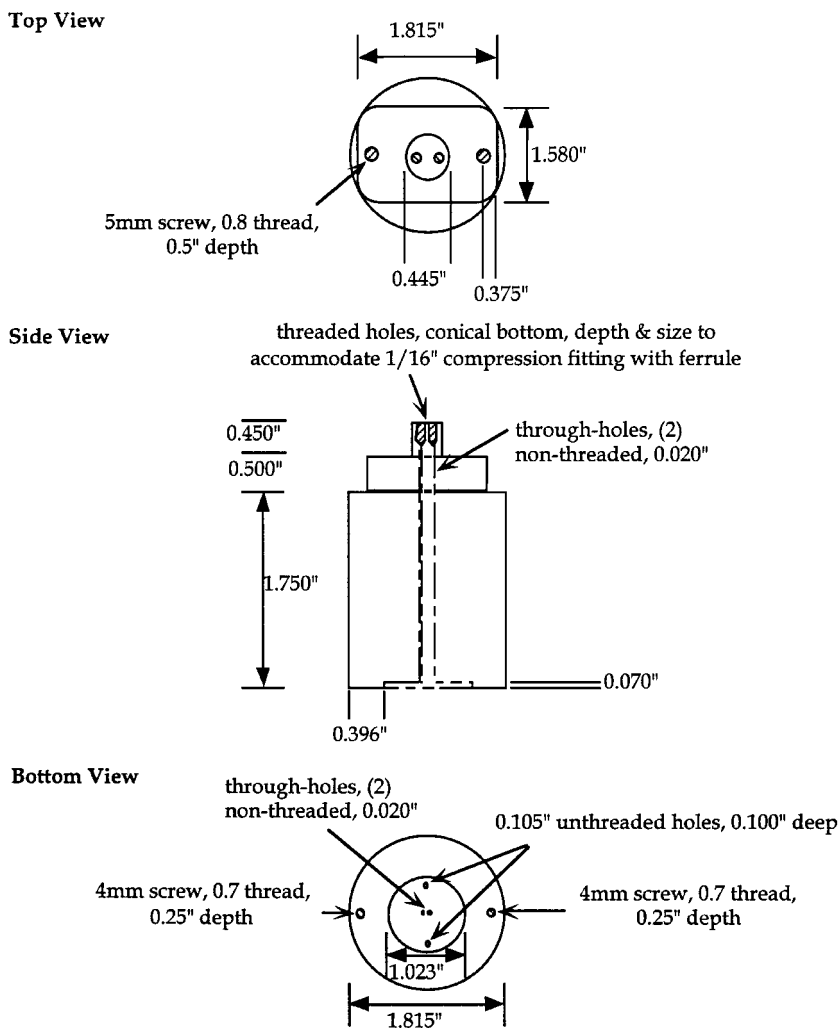 Top View
1.815"
1.580"
5mm screw, 0.8 thread,
0.5" depth
0.445"
0.375"
Side View
threaded holes, conical bottom, depth & size to
accommodate 1/16" compression fitting with ferrule
0.450"
0.500"
through-holes, (2)
non-threaded, 0.020"
1.750"
0.070"
0.396"
Bottom View
through-holes, (2)
non-threaded, 0.020"
0.105" unthreaded holes, 0.100" deep
4mm screw, 0.7 thread,
0.25" depth
4mm screw, 0.7 thread,
0.25" depth
1.023"
1.815"